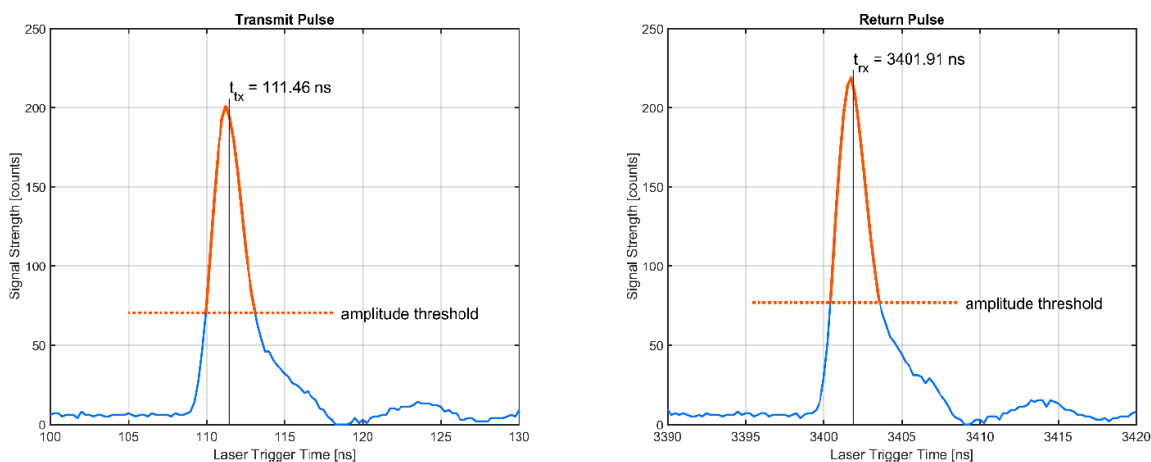 Transmit Pulse
250
200
150
100
50
0
Signal Strength [counts]
t_tx = 111.46 ns
amplitude threshold
100 105 110 115 120 125 130
Laser Trigger Time [ns]
Return Pulse
250
200
150
100
50
0
Signal Strength [counts]
t_rx = 3401.91 ns
amplitude threshold
3390 3395 3400 3405 3410 3415 3420
Laser Trigger Time [ns]